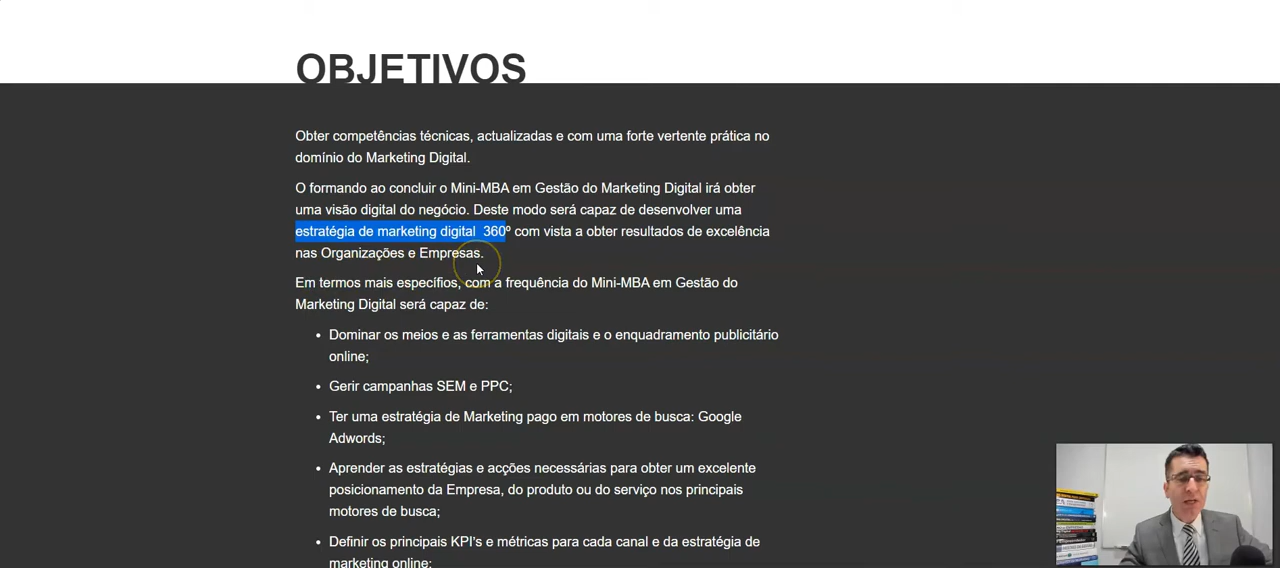 OBJETIVOS
Obter competências técnicas, actualizadas e com uma forte vertente prática no
domínio do Marketing Digital.
O formando ao concluir o Mini-MBA em Gestão do Marketing Digital irá obter
uma visão digital do negócio. Deste modo será capaz de desenvolver uma
estratégia de marketing digital  360º com vista a obter resultados de excelência
nas Organizações e Empresas.
Em termos mais específicos, com a frequência do Mini-MBA em Gestão do
Marketing Digital será capaz de:
• Dominar os meios e as ferramentas digitais e o enquadramento publicitário
online;
• Gerir campanhas SEM e PPC;
• Ter uma estratégia de Marketing pago em motores de busca: Google
Adwords;
• Aprender as estratégias e acções necessárias para obter um excelente
posicionamento da Empresa, do produto ou do serviço nos principais
motores de busca;
• Definir os principais KPI's e métricas para cada canal e da estratégia de
marketing online;